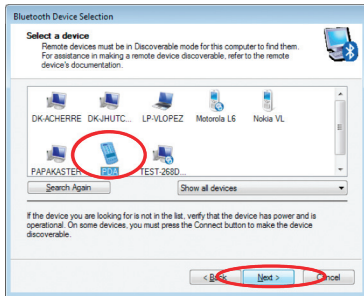 Bluetooth Device Selection
Select a device
Remote devices must be in Discoverable mode for this computer to find them.
For assistance in making a remote device discoverable, refer to the remote
device's documentation.
DK-ACHERRE DK-JHUTC... LP-VLOPEZ Motorola L6 Nokia VL
PAPAKASTER PDA TEST-268D...
Search Again Show all devices
If the device you are looking for is not in the list, verify that the device has power and is
operational. On some devices, you must press the Connect button to make the device
discoverable.
< Back Next > Cancel